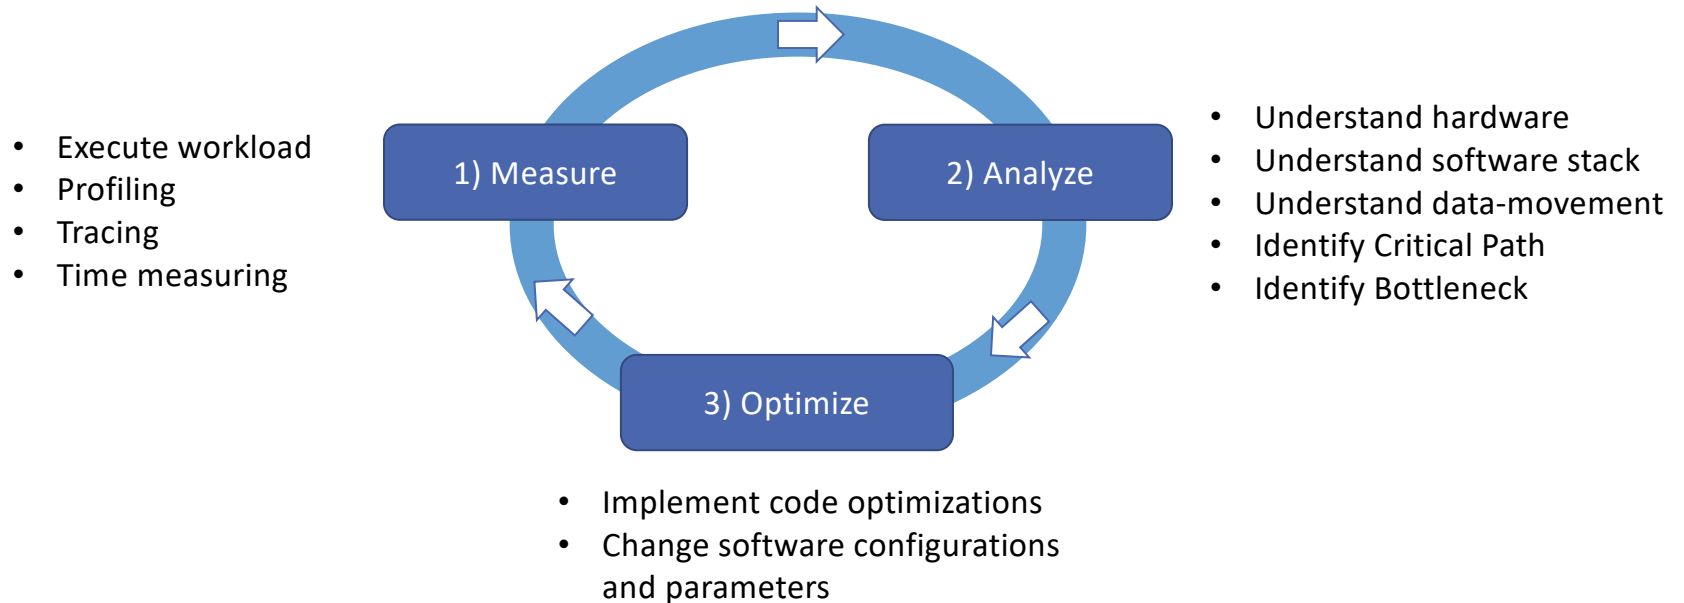 • Execute workload
• Profiling
• Tracing
• Time measuring
1) Measure
2) Analyze
• Understand hardware
• Understand software stack
• Understand data-movement
• Identify Critical Path
• Identify Bottleneck
3) Optimize
• Implement code optimizations
• Change software configurations
and parameters